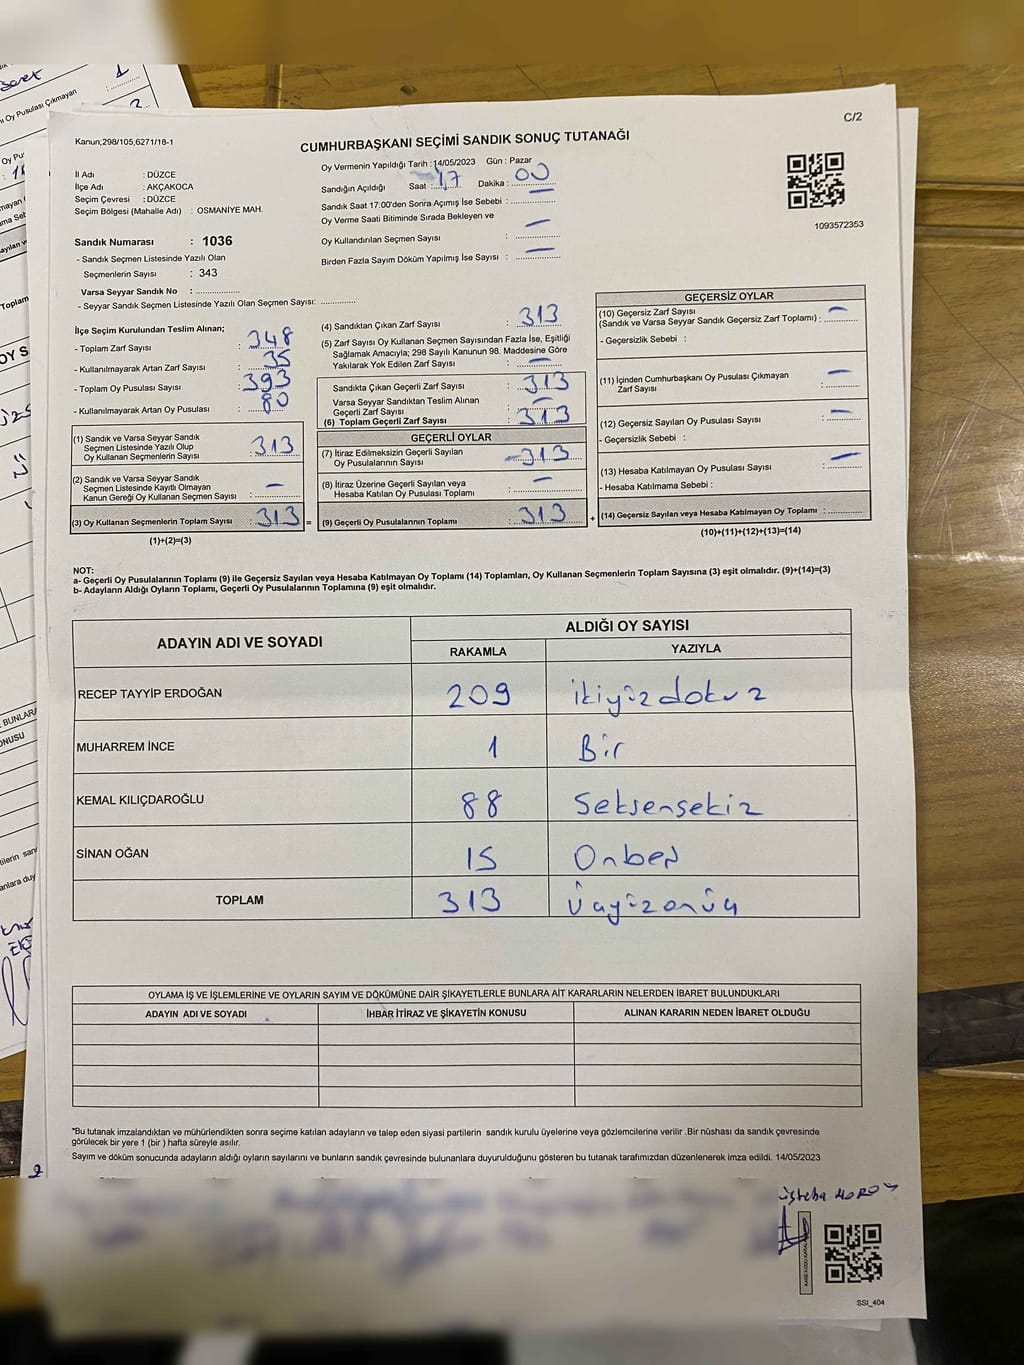 C/2
Kanun;298/105,6271/18-1
CUMHURBAŞKANI SEÇİMİ SANDIK SONUÇ TUTANAĞI
İl Adı : DÜZCE
İlçe Adı : AKÇAKOCA
Seçim Çevresi : DÜZCE
Seçim Bölgesi (Mahalle Adı) : OSMANİYE MAH.
Oy Vermenin Yapıldığı Tarih :14/05/2023 Gün : Pazar
Sandığın Açıldığı Saat : 17 Dakika : 00
Sandık Saat 17:00'den Sonra Açımış İse Sebebi :
Oy Verme Saati Bitiminde Sırada Bekleyen ve
Oy Kullandırılan Seçmen Sayısı : —
Birden Fazla Sayım Döküm Yapılmış İse Sayısı : —
1093572353
Sandık Numarası : 1036
- Sandık Seçmen Listesinde Yazılı Olan
Seçmenlerin Sayısı : 343
Varsa Seyyar Sandık No :
- Seyyar Sandık Seçmen Listesinde Yazılı Olan Seçmen Sayısı:
İlçe Seçim Kurulundan Teslim Alınan;
- Toplam Zarf Sayısı : 348
- Kullanılmayarak Artan Zarf Sayısı : 35
- Toplam Oy Pusulası Sayısı : 393
- Kullanılmayarak Artan Oy Pusulası : 80
(1) Sandık ve Varsa Seyyar Sandık
Seçmen Listesinde Yazılı Olup
Oy Kullanan Seçmenlerin Sayısı : 313
(2) Sandık ve Varsa Seyyar Sandık
Seçmen Listesinde Kayıtlı Olmayan
Kanun Gereği Oy Kullanan Seçmen Sayısı : —
(3) Oy Kullanan Seçmenlerin Toplam Sayısı : 313 =
(1)+(2)=(3)
(4) Sandıktan Çıkan Zarf Sayısı : 313
(5) Zarf Sayısı Oy Kullanan Seçmen Sayısından Fazla İse, Eşitliği
Sağlamak Amacıyla; 298 Sayılı Kanunun 98. Maddesine Göre
Yakılarak Yok Edilen Zarf Sayısı : —
Sandıkta Çıkan Geçerli Zarf Sayısı : 313
Varsa Seyyar Sandıktan Teslim Alınan
Geçerli Zarf Sayısı : —
(6) Toplam Geçerli Zarf Sayısı : 313
GEÇERLİ OYLAR
(7) İtiraz Edilmeksizin Geçerli Sayılan
Oy Pusulalarının Sayısı : 313
(8) İtiraz Üzerine Geçerli Sayılan veya
Hesaba Katılan Oy Pusulası Toplamı : —
(9) Geçerli Oy Pusulalarının Toplamı : 313 +
GEÇERSİZ OYLAR
(10) Geçersiz Zarf Sayısı
(Sandık ve Varsa Seyyar Sandık Geçersiz Zarf Toplamı) : —
- Geçersizlik Sebebi :
(11) İçinden Cumhurbaşkanı Oy Pusulası Çıkmayan
Zarf Sayısı : —
(12) Geçersiz Sayılan Oy Pusulası Sayısı : —
- Geçersizlik Sebebi :
(13) Hesaba Katılmayan Oy Pusulası Sayısı : —
- Hesaba Katılmama Sebebi :
(14) Geçersiz Sayılan veya Hesaba Katılmayan Oy Toplamı :
(10)+(11)+(12)+(13)=(14)
NOT:
a- Geçerli Oy Pusulalarının Toplamı (9) ile Geçersiz Sayılan veya Hesaba Katılmayan Oy Toplamı (14) Toplamları, Oy Kullanan Seçmenlerin Toplam Sayısına (3) eşit olmalıdır. (9)+(14)=(3)
b- Adayların Aldığı Oyların Toplamı, Geçerli Oy Pusulalarının Toplamına (9) eşit olmalıdır.
ADAYIN ADI VE SOYADI ALDIĞI OY SAYISI
RAKAMLA YAZIYLA
RECEP TAYYİP ERDOĞAN 209 ikiyüzdokuz
MUHARREM İNCE 1 Bir
KEMAL KILIÇDAROĞLU 88 Seksensekiz
SİNAN OĞAN 15 Onbeş
TOPLAM 313 Üçyüzonüç
OYLAMA İŞ VE İŞLEMLERİNE VE OYLARIN SAYIM VE DÖKÜMÜNE DAİR ŞİKAYETLERLE BUNLARA AİT KARARLARIN NELERDEN İBARET BULUNDUKLARI
ADAYIN ADI VE SOYADI İHBAR İTİRAZ VE ŞİKAYETİN KONUSU ALINAN KARARIN NEDEN İBARET OLDUĞU
"Bu tutanak imzalandıktan ve mühürlendikten sonra seçime katılan adayların ve talep eden siyasi partilerin sandık kurulu üyelerine veya gözlemcilerine verilir .Bir nüshası da sandık çevresinde
görülecek bir yere 1 (bir ) hafta süreyle asılır.
Sayım ve döküm sonucunda adayların aldığı oyların sayılarını ve bunların sandık çevresinde bulunanlara duyurulduğunu gösteren bu tutanak tarafımızdan düzenlenerek imza edildi. 14/05/2023
SSI_404